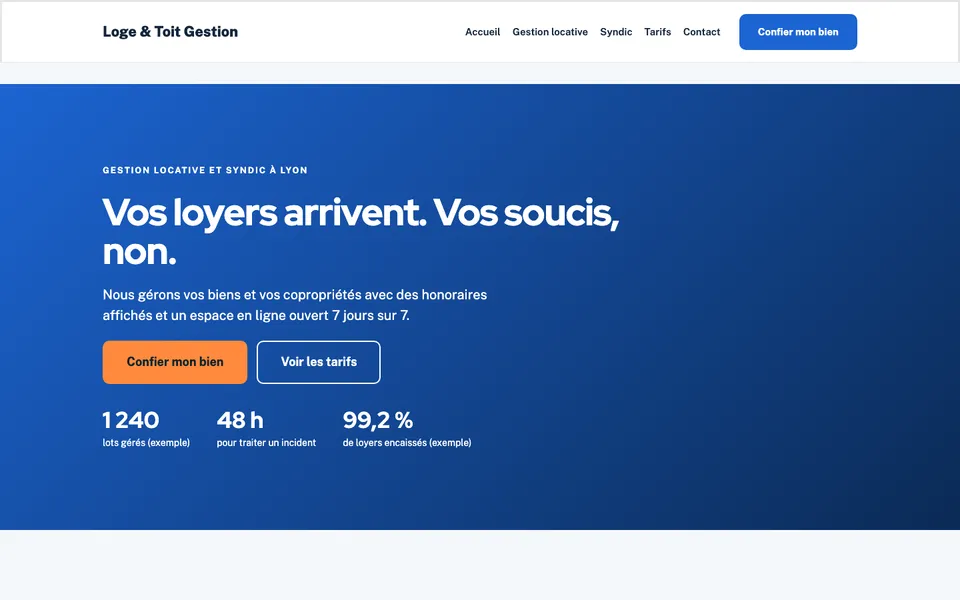 Loge & Toit Gestion
Accueil Gestion locative Syndic Tarifs Contact Confier mon bien
GESTION LOCATIVE ET SYNDIC À LYON
Vos loyers arrivent. Vos soucis,
non.
Nous gérons vos biens et vos copropriétés avec des honoraires
affichés et un espace en ligne ouvert 7 jours sur 7.
Confier mon bien Voir les tarifs
1 240 48 h 99,2 %
lots gérés (exemple) pour traiter un incident de loyers encaissés (exemple)